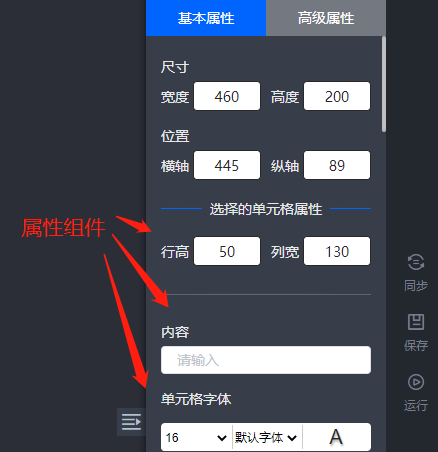 基本属性 高级属性
尺寸
宽度 460 高度 200
位置
横轴 445 纵轴 89
选择的单元格属性
属性组件
行高 50 列宽 130
同步
内容
保存
请输入
单元格字体
运行
16 默认字体 A